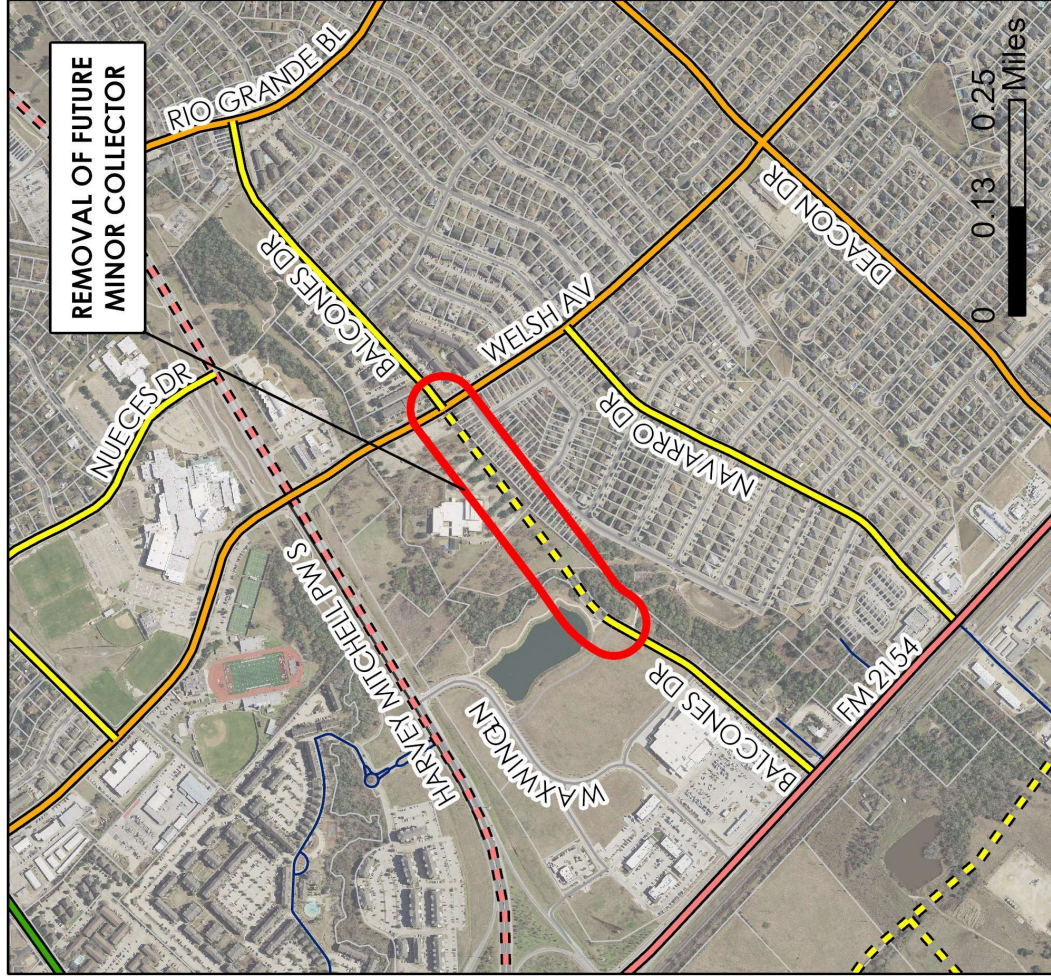 REMOVAL OF FUTURE
MINOR COLLECTOR
RIO GRANDE BL
NUECES DR
BALCONES DR
WELSH AV
DEACON DR
NAVARRO DR
HARVEY MITCHELL PW S
WAXWING LN
BALCONES DR
FM 2154
0 0.13 0.25
Miles